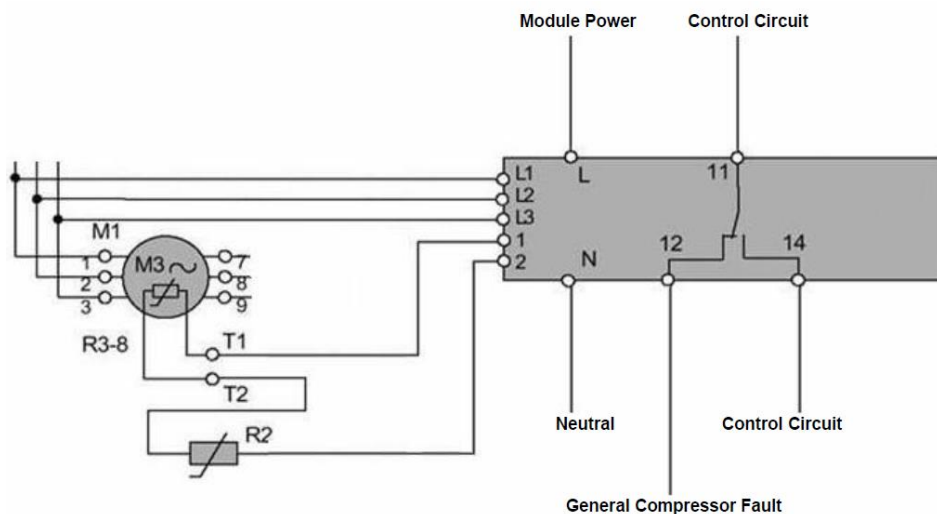 Module Power
Control Circuit
L1
L
11
L2
L3
M1
1
12
14
M3
7
2
N
1
8
2
9
3
R3-8
T1
T2
R2
Neutral
Control Circuit
General Compressor Fault